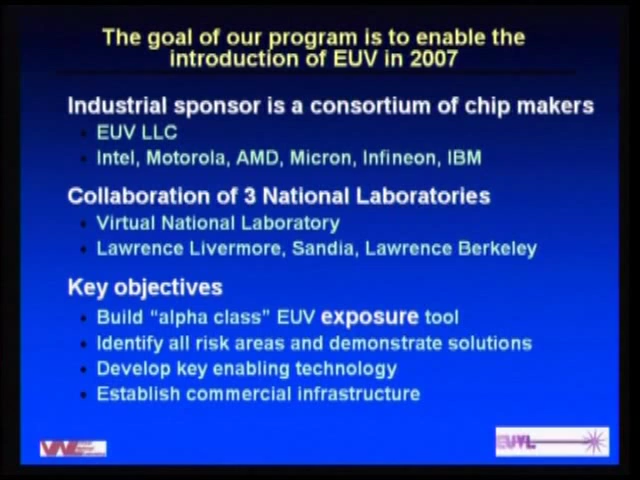 The goal of our program is to enable the
introduction of EUV in 2007
Industrial sponsor is a consortium of chip makers
• EUV LLC
• Intel, Motorola, AMD, Micron, Infineon, IBM
Collaboration of 3 National Laboratories
• Virtual National Laboratory
• Lawrence Livermore, Sandia, Lawrence Berkeley
Key objectives
• Build “alpha class” EUV exposure tool
• Identify all risk areas and demonstrate solutions
• Develop key enabling technology
• Establish commercial infrastructure
VNL
EUVL